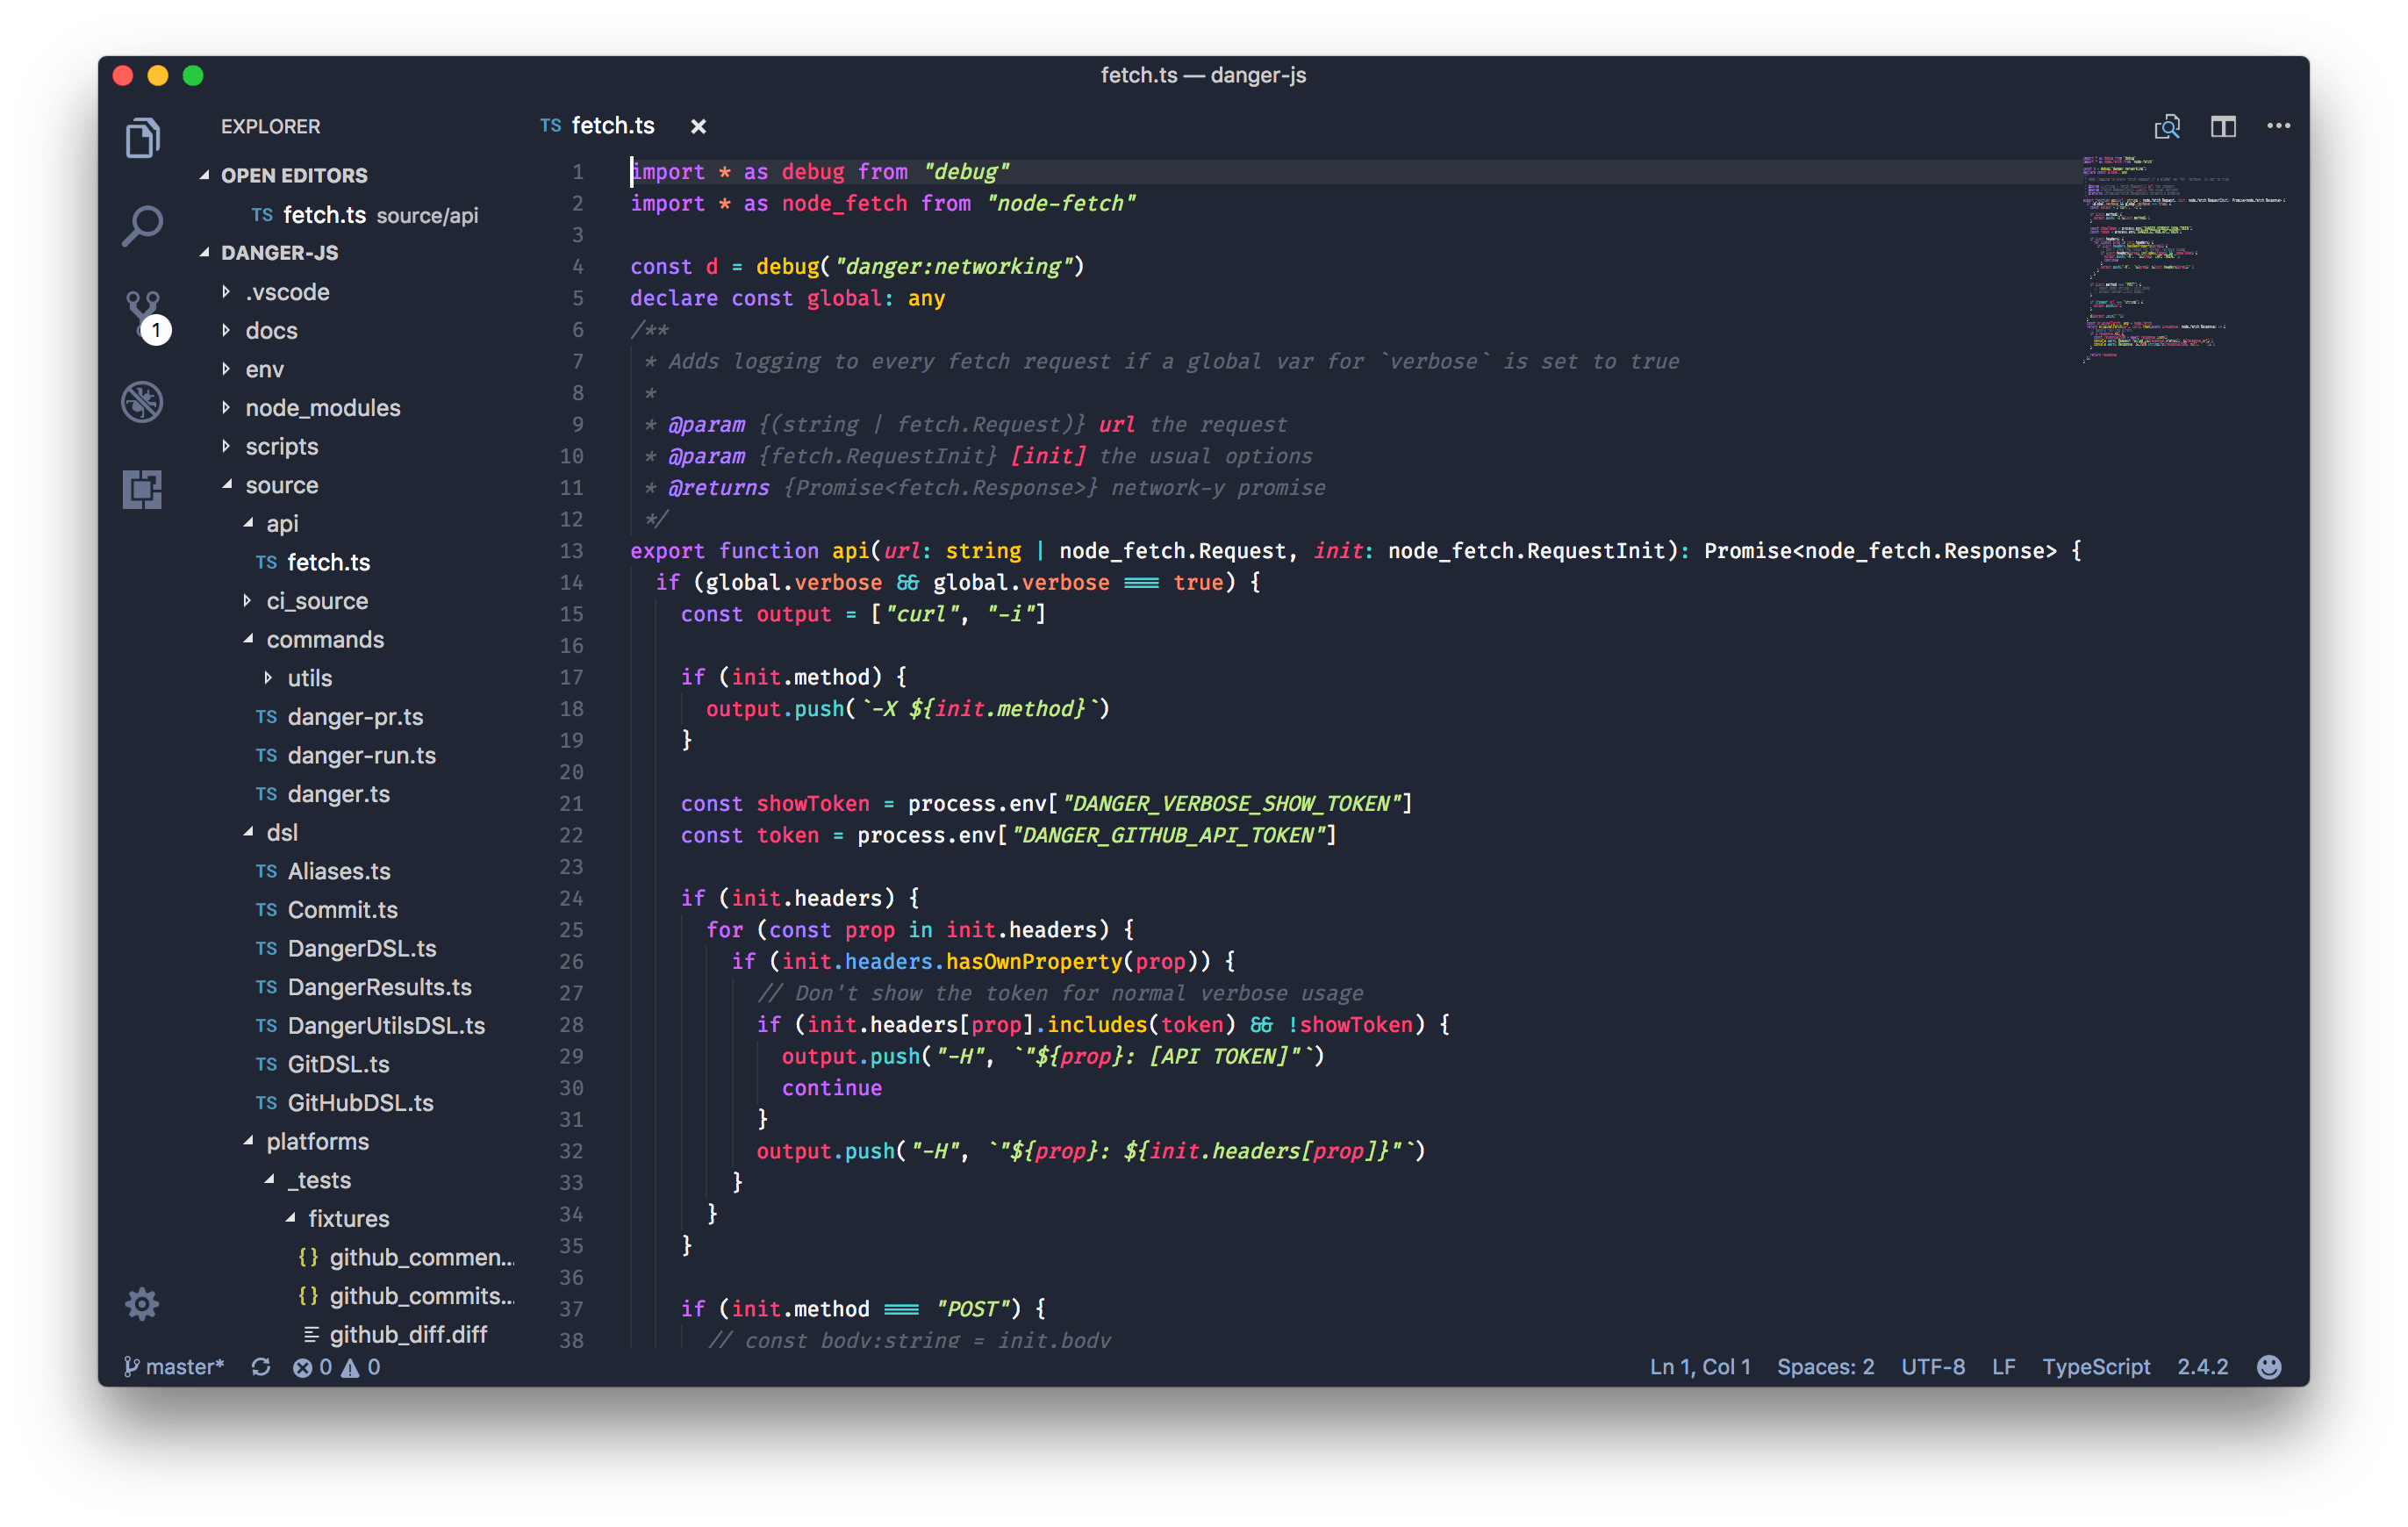 fetch.ts — danger-js
EXPLORER
OPEN EDITORS
TS fetch.ts source/api
DANGER-JS
.vscode
docs
env
node_modules
scripts
source
api
TS fetch.ts
ci_source
commands
utils
TS danger-pr.ts
TS danger-run.ts
TS danger.ts
dsl
TS Aliases.ts
TS Commit.ts
TS DangerDSL.ts
TS DangerResults.ts
TS DangerUtilsDSL.ts
TS GitDSL.ts
TS GitHubDSL.ts
platforms
_tests
fixtures
{} github_commen...
{} github_commits...
github_diff.diff
1
TS fetch.ts ×
1 import * as debug from "debug"
2 import * as node_fetch from "node-fetch"
3
4 const d = debug("danger:networking")
5 declare const global: any
6 /**
7 * Adds logging to every fetch request if a global var for `verbose` is set to true
8 *
9 * @param {(string | fetch.Request)} url the request
10 * @param {fetch.RequestInit} [init] the usual options
11 * @returns {Promise<fetch.Response>} network-y promise
12 */
13 export function api(url: string | node_fetch.Request, init: node_fetch.RequestInit): Promise<node_fetch.Response> {
14 if (global.verbose && global.verbose === true) {
15 const output = ["curl", "-i"]
16
17 if (init.method) {
18 output.push(`-X ${init.method}`)
19 }
20
21 const showToken = process.env["DANGER_VERBOSE_SHOW_TOKEN"]
22 const token = process.env["DANGER_GITHUB_API_TOKEN"]
23
24 if (init.headers) {
25 for (const prop in init.headers) {
26 if (init.headers.hasOwnProperty(prop)) {
27 // Don't show the token for normal verbose usage
28 if (init.headers[prop].includes(token) && !showToken) {
29 output.push("-H", `"${prop}: [API TOKEN]"`)
30 continue
31 }
32 output.push("-H", `"${prop}: ${init.headers[prop]}"`)
33 }
34 }
35 }
36
37 if (init.method === "POST") {
38 // const body:string = init.body
master* 0 0
Ln 1, Col 1 Spaces: 2 UTF-8 LF TypeScript 2.4.2